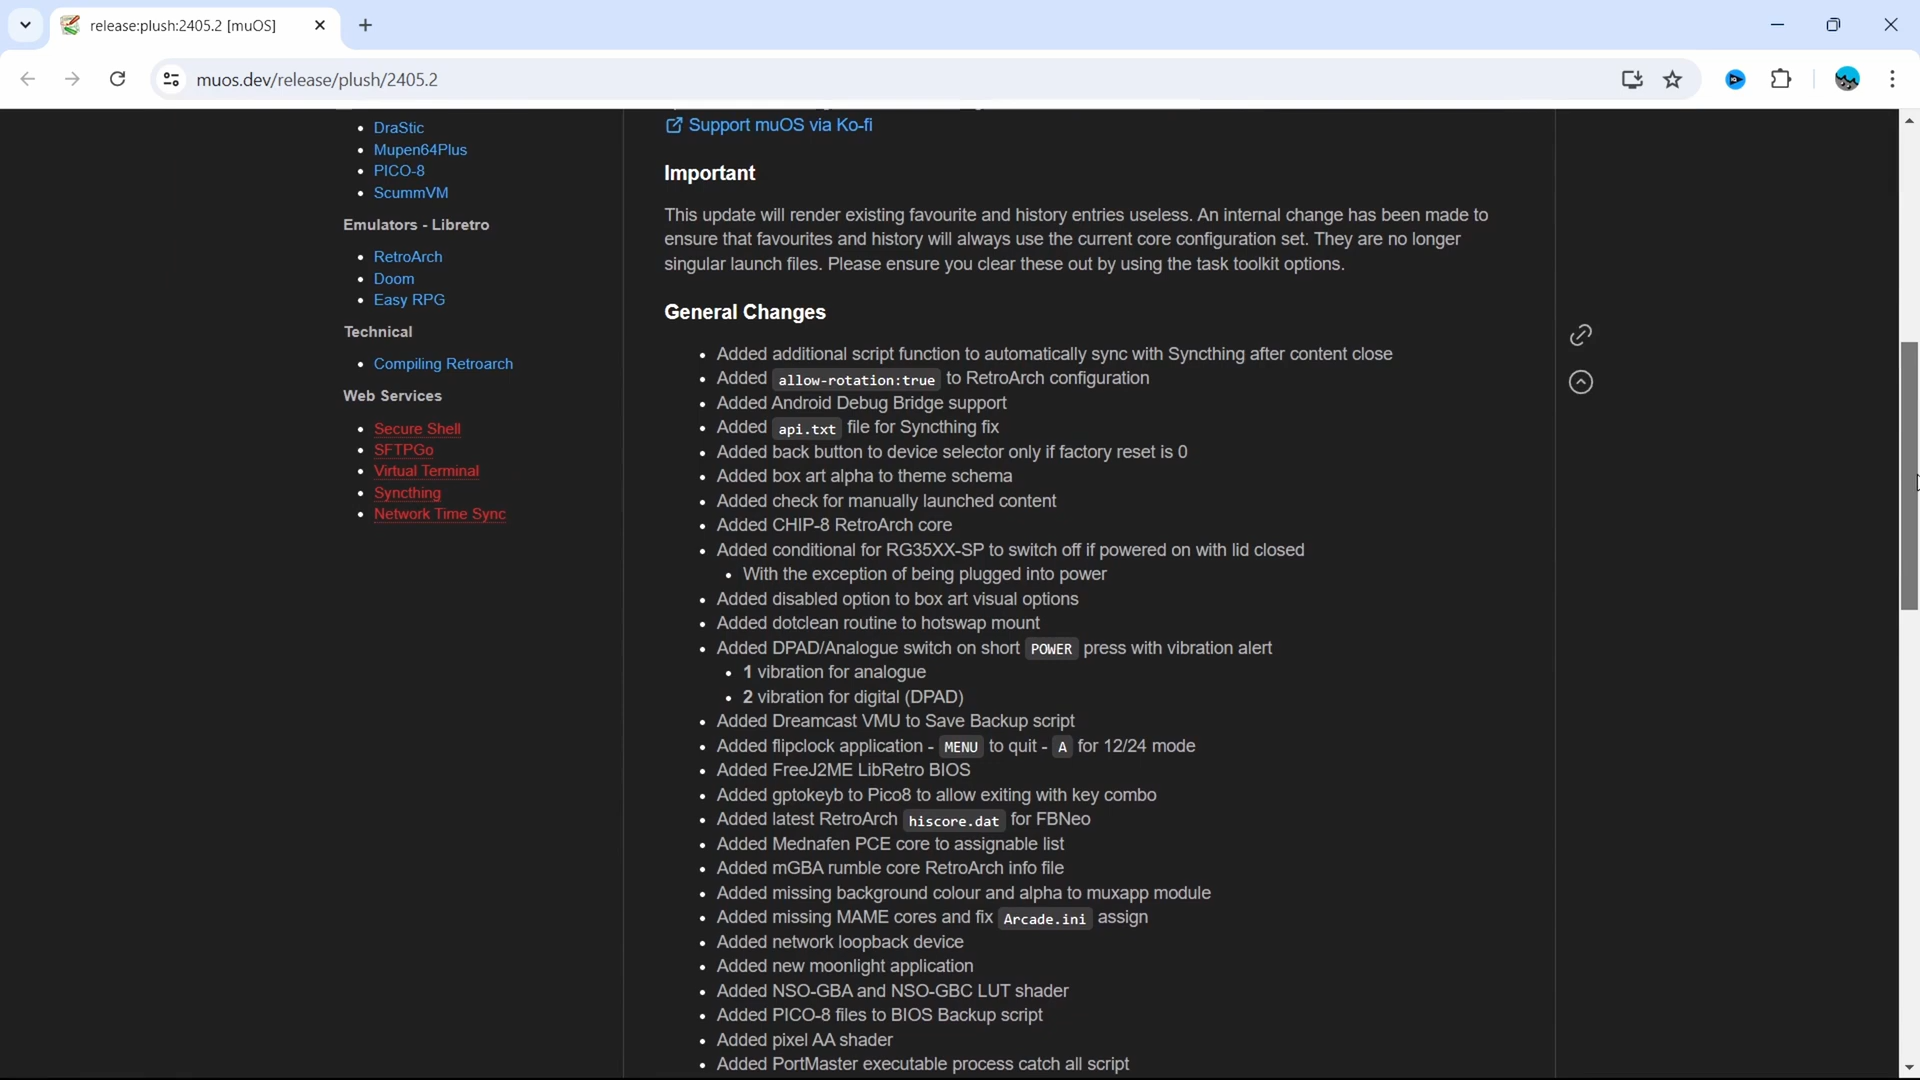 release:plush:2405.2 [muOS]
muos.dev/release/plush/2405.2
DraStic
Mupen64Plus
PICO-8
ScummVM
Emulators - Libretro
RetroArch
Doom
Easy RPG
Technical
Compiling Retroarch
Web Services
Secure Shell
SFTPGo
Virtual Terminal
Syncthing
Network Time Sync
Support muOS via Ko-fi
Important
This update will render existing favourite and history entries useless. An internal change has been made to
ensure that favourites and history will always use the current core configuration set. They are no longer
singular launch files. Please ensure you clear these out by using the task toolkit options.
General Changes
Added additional script function to automatically sync with Syncthing after content close
Added allow-rotation:true to RetroArch configuration
Added Android Debug Bridge support
Added api.txt file for Syncthing fix
Added back button to device selector only if factory reset is 0
Added box art alpha to theme schema
Added check for manually launched content
Added CHIP-8 RetroArch core
Added conditional for RG35XX-SP to switch off if powered on with lid closed
With the exception of being plugged into power
Added disabled option to box art visual options
Added dotclean routine to hotswap mount
Added DPAD/Analogue switch on short POWER press with vibration alert
1 vibration for analogue
2 vibration for digital (DPAD)
Added Dreamcast VMU to Save Backup script
Added flipclock application - MENU to quit - A for 12/24 mode
Added FreeJ2ME LibRetro BIOS
Added gptokeyb to Pico8 to allow exiting with key combo
Added latest RetroArch hiscore.dat for FBNeo
Added Mednafen PCE core to assignable list
Added mGBA rumble core RetroArch info file
Added missing background colour and alpha to muxapp module
Added missing MAME cores and fix Arcade.ini assign
Added network loopback device
Added new moonlight application
Added NSO-GBA and NSO-GBC LUT shader
Added PICO-8 files to BIOS Backup script
Added pixel AA shader
Added PortMaster executable process catch all script